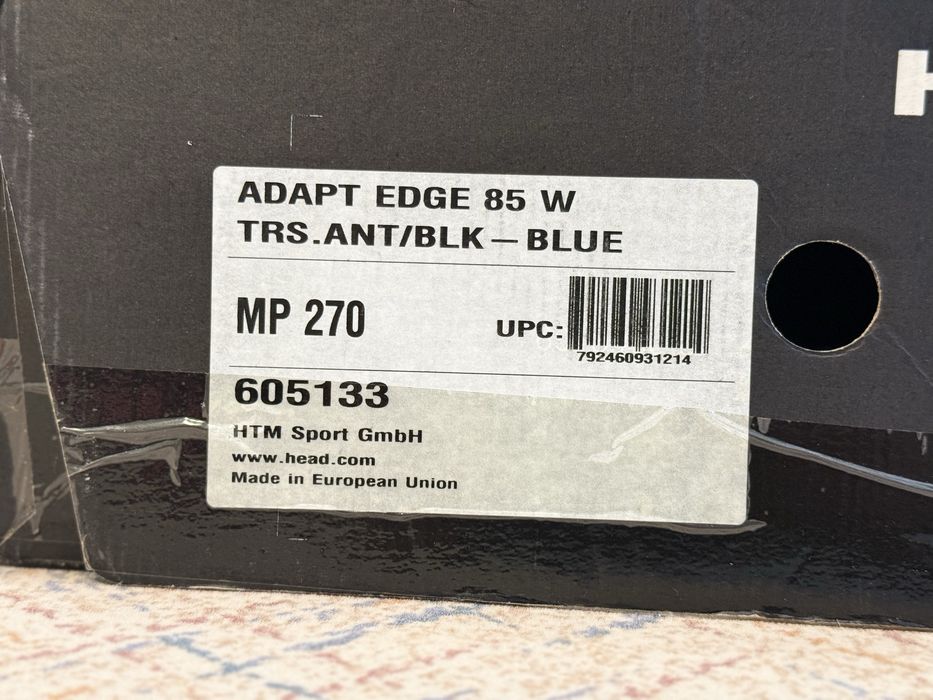 ADAPT EDGE 85 W
TRS.ANT/BLK—BLUE
MP 270
UPC:
792460931214
605133
HTM Sport GmbH
www.head.com
Made in European Union
H